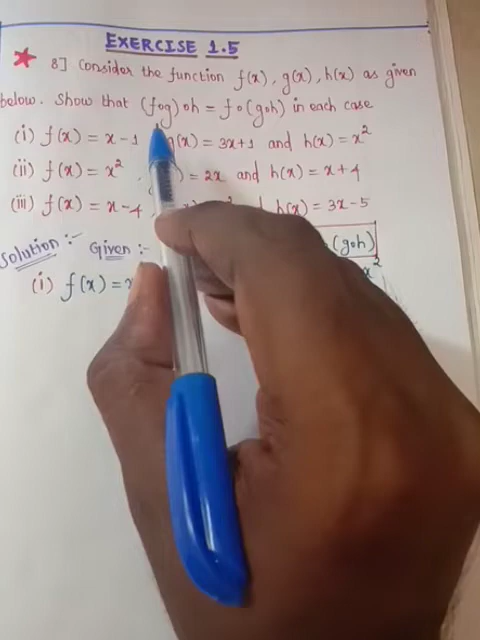 EXERCISE 1.5
* 8] Consider the function f(x), g(x), h(x) as given
below. Show that (fog)oh = fo(goh) in each case
(i) f(x) = x-1 g(x) = 3x+1 and h(x) = x²
(ii) f(x) = x², ) = 2x and h(x) = x+4
(iii) f(x) = x-4 h(x) = 3x-5
Solution :- Given :- (goh)
(i) f(x) =